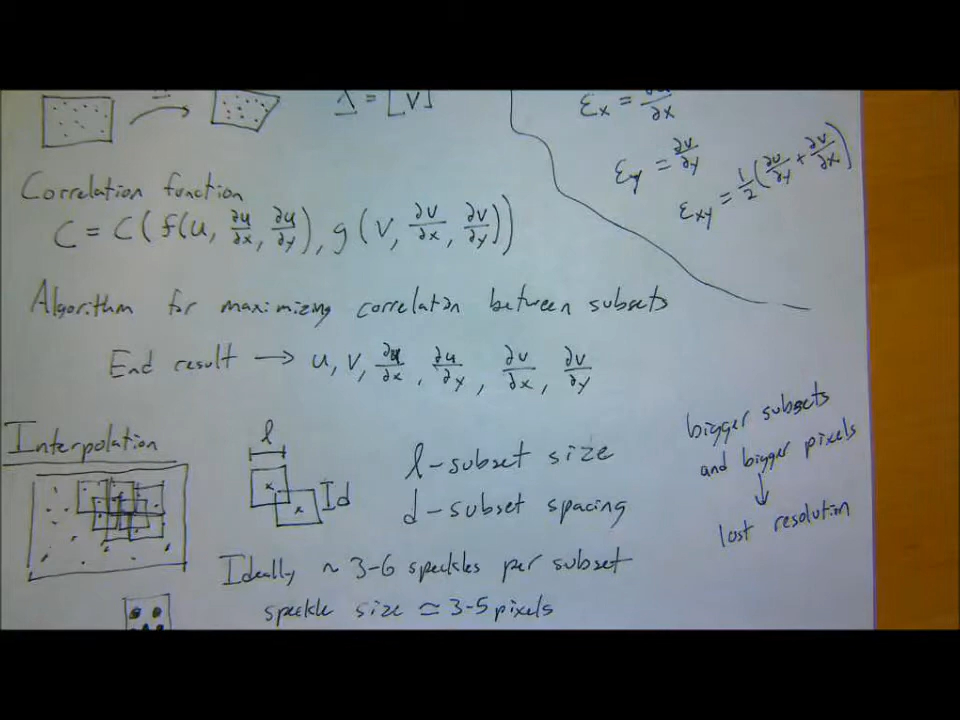 Δ = [V]
εx = ∂u/∂x
εy = ∂v/∂y
εxy = 1/2(∂u/∂y + ∂v/∂x)
Correlation function
C = C(f(u, ∂u/∂x, ∂u/∂y), g(V, ∂v/∂x, ∂v/∂y))
Algorithm for maximizing correlation between subsets
End result → u, v, ∂u/∂x, ∂u/∂y, ∂v/∂x, ∂v/∂y
Interpolation
l
d
l - subset size
d - subset spacing
bigger subsets
and bigger pixels
↓
lost resolution
Ideally ~ 3-6 speckles per subset
speckle size ≃ 3-5 pixels